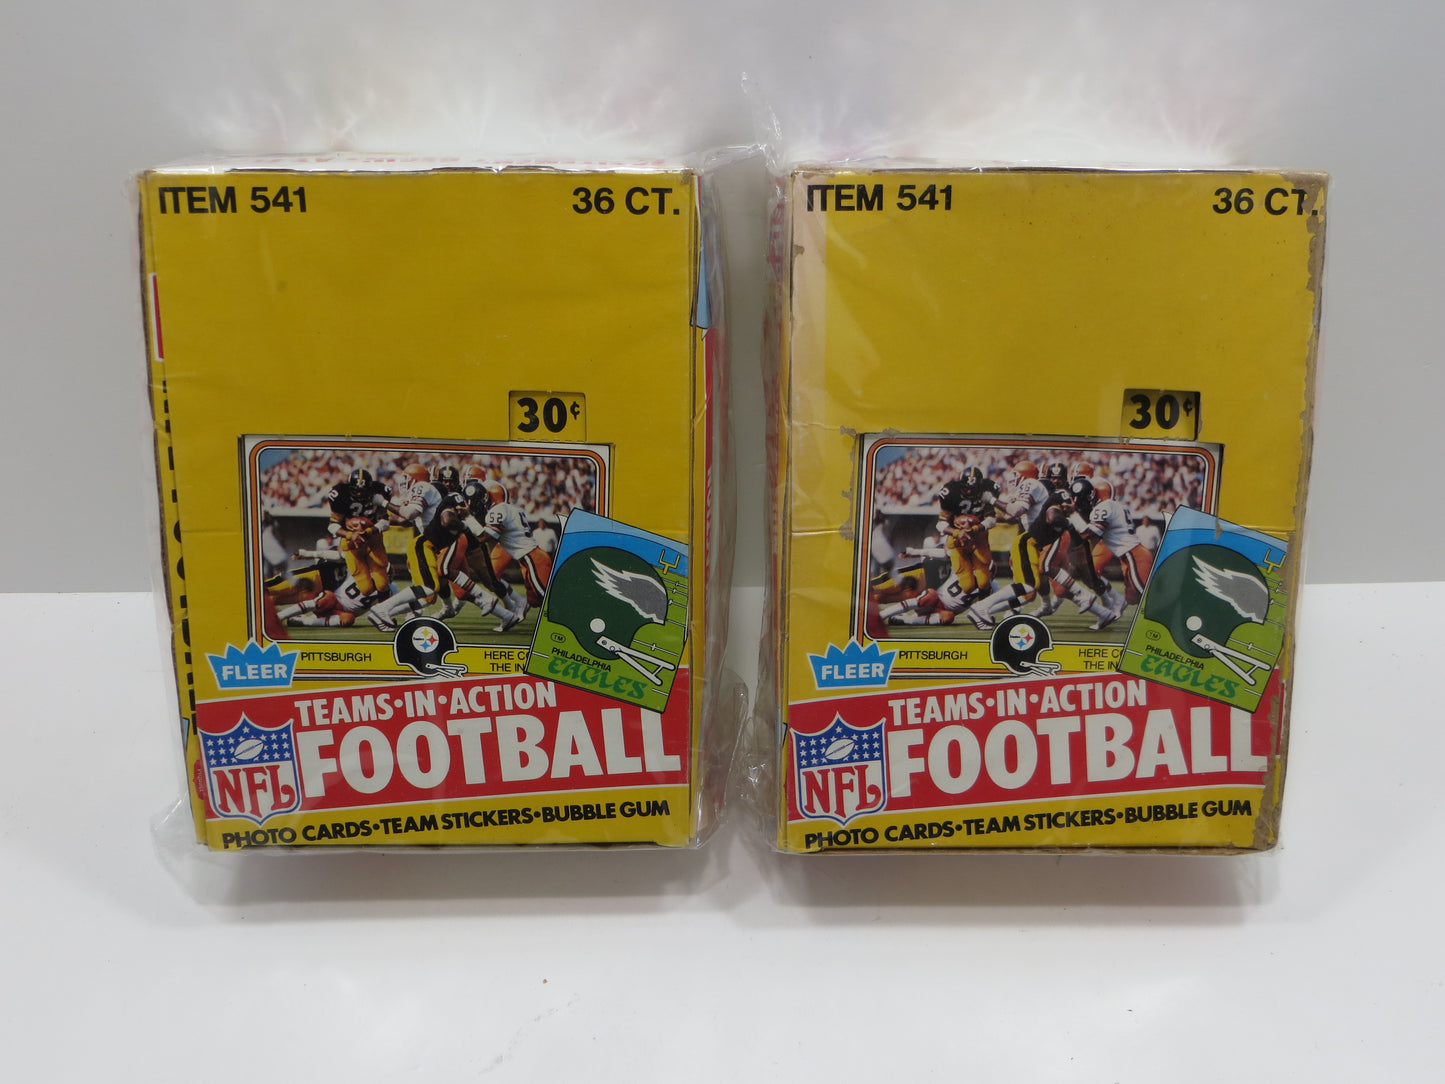 ITEM 541 36 CT.
30¢
PITTSBURGH HERE
THE
TM
PHILADELPHIA
EAGLES
FLEER
TEAMS·IN·ACTION
NFL FOOTBALL
PHOTO CARDS·TEAM STICKERS·BUBBLE GUM
ITEM 541 36 CT.
30¢
PITTSBURGH HERE
THE
TM
PHILADELPHIA
EAGLES
FLEER
TEAMS·IN·ACTION
NFL FOOTBALL
PHOTO CARDS·TEAM STICKERS·BUBBLE GUM